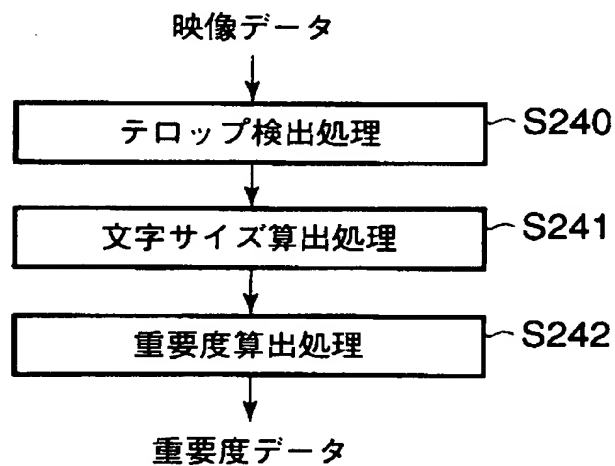 映像データ
テロップ検出処理 S240
文字サイズ算出処理 S241
重要度算出処理 S242
重要度データ